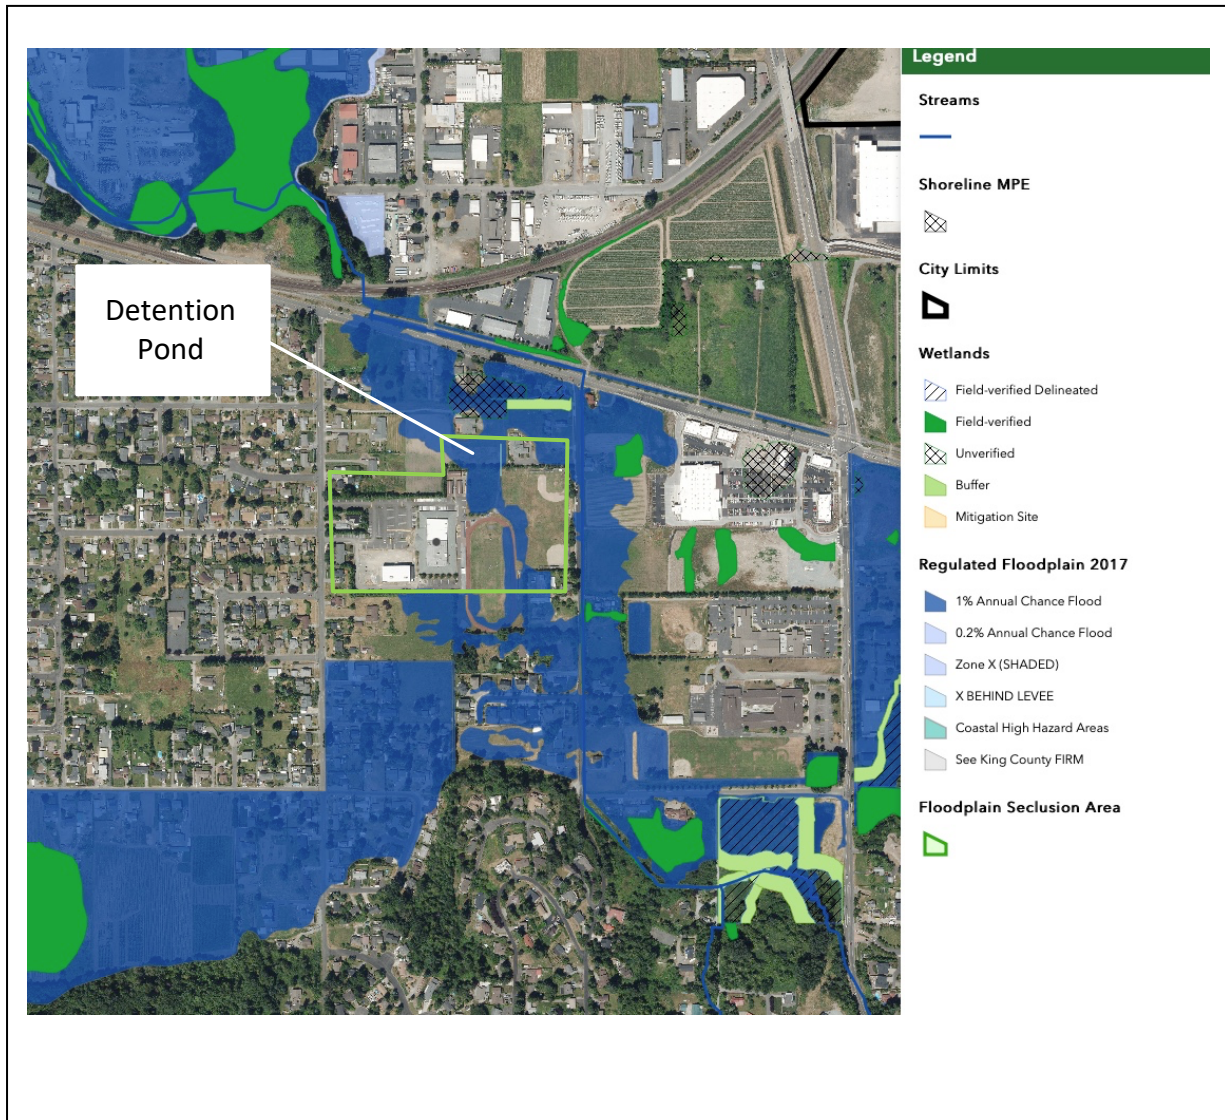 Legend
Streams
Shoreline MPE
City Limits
Wetlands
Field-verified Delineated
Field-verified
Unverified
Buffer
Mitigation Site
Regulated Floodplain 2017
1% Annual Chance Flood
0.2% Annual Chance Flood
Zone X (SHADED)
X BEHIND LEVEE
Coastal High Hazard Areas
See King County FIRM
Floodplain Seclusion Area
Detention
Pond